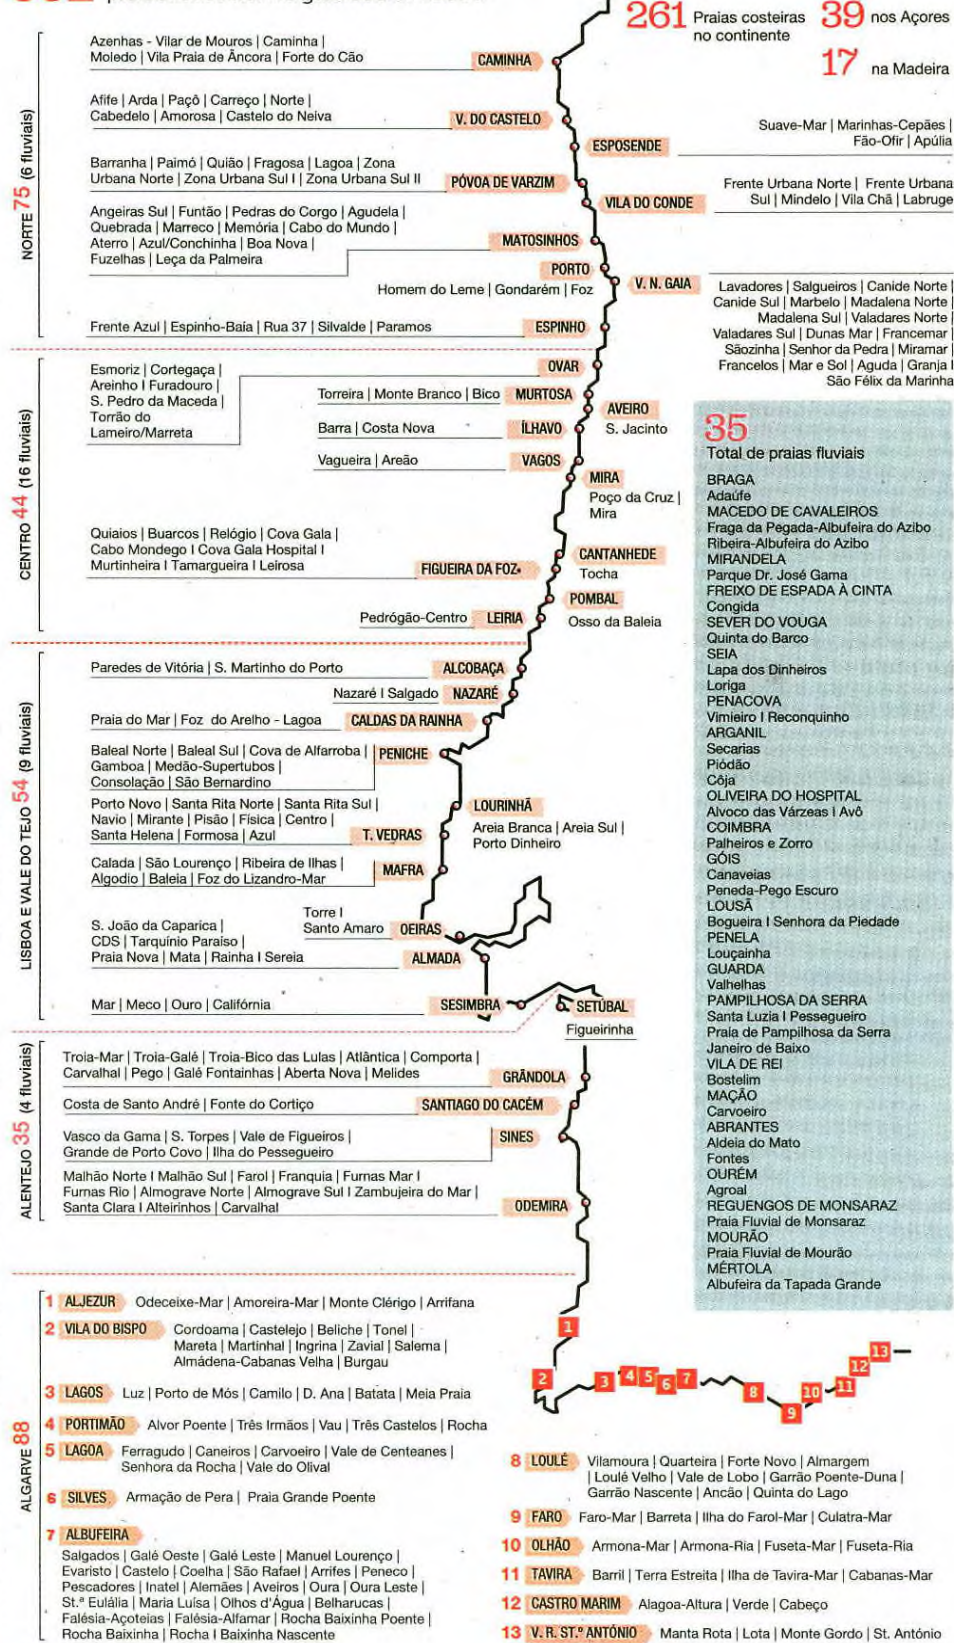 261 Praias costeiras
no continente
39 nos Açores
17 na Madeira
NORTE 75 (6 fluviais)
Azenhas - Vilar de Mouros | Caminha |
Moledo | Vila Praia de Âncora | Forte do Cão
CAMINHA
Afife | Arda | Paçô | Carreço | Norte |
Cabedelo | Amorosa | Castelo do Neiva
V. DO CASTELO
ESPOSENDE
Suave-Mar | Marinhas-Cepães |
Fão-Ofir | Apúlia
Barranha | Paimó | Quião | Fragosa | Lagoa | Zona
Urbana Norte | Zona Urbana Sul I | Zona Urbana Sul II
PÓVOA DE VARZIM
VILA DO CONDE
Frente Urbana Norte | Frente Urbana
Sul | Mindelo | Vila Chã | Labruge
Angeiras Sul | Funtão | Pedras do Corgo | Agudela |
Quebrada | Marreco | Memória | Cabo do Mundo |
Aterro | Azul/Conchinha | Boa Nova |
Fuzelhas | Leça da Palmeira
MATOSINHOS
PORTO
Homem do Leme | Gondarém | Foz
V. N. GAIA
Lavadores | Salgueiros | Canide Norte |
Canide Sul | Marbelo | Madalena Norte |
Madalena Sul | Valadares Norte |
Valadares Sul | Dunas Mar | Francemar |
Sãozinha | Senhor da Pedra | Miramar |
Francelos | Mar e Sol | Aguda | Granja I
São Félix da Marinha
Frente Azul | Espinho-Baía | Rua 37 | Silvalde | Paramos
ESPINHO
CENTRO 44 (16 fluviais)
Esmoriz | Cortegaça |
Areinho I Furadouro |
S. Pedro da Maceda |
Torrão do
Lameiro/Marreta
OVAR
Torreira | Monte Branco | Bico
MURTOSA
AVEIRO
S. Jacinto
Barra | Costa Nova
ÍLHAVO
Vagueira | Areão
VAGOS
MIRA
Poço da Cruz |
Mira
Quiaios | Buarcos | Relógio | Cova Gala |
Cabo Mondego I Cova Gala Hospital I
Murtinheira I Tamargueira I Leirosa
FIGUEIRA DA FOZ
CANTANHEDE
Tocha
POMBAL
Osso da Baleia
Pedrógão-Centro
LEIRIA
LISBOA E VALE DO TEJO 54 (9 fluviais)
Paredes de Vitória | S. Martinho do Porto
ALCOBAÇA
Nazaré I Salgado
NAZARÉ
Praia do Mar | Foz do Arelho - Lagoa
CALDAS DA RAINHA
Baleal Norte | Baleal Sul | Cova de Alfarroba |
Gamboa | Medão-Supertubos |
Consolação | São Bernardino
PENICHE
LOURINHÃ
Areia Branca | Areia Sul |
Porto Dinheiro
Porto Novo | Santa Rita Norte | Santa Rita Sul |
Navio | Mirante | Pisão | Física | Centro |
Santa Helena | Formosa | Azul
T. VEDRAS
Calada | São Lourenço | Ribeira de Ilhas |
Algodio | Baleia | Foz do Lizandro-Mar
MAFRA
Torre I
Santo Amaro
OEIRAS
S. João da Caparica |
CDS | Tarquínio Paraíso |
Praia Nova | Mata | Rainha I Sereia
ALMADA
Mar | Meco | Ouro | Califórnia
SESIMBRA
SETÚBAL
Figueirinha
ALENTEJO 35 (4 fluviais)
Troia-Mar | Troia-Galé | Troia-Bico das Lulas | Atlântica | Comporta |
Carvalhal | Pego | Galé Fontainhas | Aberta Nova | Melides
GRÂNDOLA
Costa de Santo André | Fonte do Cortiço
SANTIAGO DO CACÉM
Vasco da Gama | S. Torpes | Vale de Figueiros |
Grande de Porto Covo | Ilha do Pessegueiro
SINES
Malhão Norte I Malhão Sul | Farol | Franquia | Furnas Mar I
Furnas Rio | Almograve Norte | Almograve Sul I Zambujeira do Mar |
Santa Clara I Alteirinhos | Carvalhal
ODEMIRA
35
Total de praias fluviais
BRAGA
Adaúfe
MACEDO DE CAVALEIROS
Fraga da Pegada-Albufeira do Azibo
Ribeira-Albufeira do Azibo
MIRANDELA
Parque Dr. José Gama
FREIXO DE ESPADA À CINTA
Congida
SEVER DO VOUGA
Quinta do Barco
SEIA
Lapa dos Dinheiros
Loriga
PENACOVA
Vimieiro I Reconquinho
ARGANIL
Secarias
Piódão
Côja
OLIVEIRA DO HOSPITAL
Alvoco das Várzeas I Avô
COIMBRA
Palheiros e Zorro
GÓIS
Canaveias
Peneda-Pego Escuro
LOUSÃ
Bogueira I Senhora da Piedade
PENELA
Louçainha
GUARDA
Valhelhas
PAMPILHOSA DA SERRA
Santa Luzia I Pessegueiro
Praia de Pampilhosa da Serra
Janeiro de Baixo
VILA DE REI
Bostelim
MAÇÃO
Carvoeiro
ABRANTES
Aldeia do Mato
Fontes
OURÉM
Agroal
REGUENGOS DE MONSARAZ
Praia Fluvial de Monsaraz
MOURÃO
Praia Fluvial de Mourão
MÉRTOLA
Albufeira da Tapada Grande
ALGARVE 88
1 ALJEZUR Odeceixe-Mar | Amoreira-Mar | Monte Clérigo | Arrifana
2 VILA DO BISPO Cordoama | Castelejo | Beliche | Tonel |
Mareta | Martinhal | Ingrina | Zavial | Salema |
Almádena-Cabanas Velha | Burgau
3 LAGOS Luz | Porto de Mós | Camilo | D. Ana | Batata | Meia Praia
4 PORTIMÃO Alvor Poente | Três Irmãos | Vau | Três Castelos | Rocha
5 LAGOA Ferragudo | Caneiros | Carvoeiro | Vale de Centeanes |
Senhora da Rocha | Vale do Olival
6 SILVES Armação de Pera | Praia Grande Poente
7 ALBUFEIRA
Salgados | Galé Oeste | Galé Leste | Manuel Lourenço |
Evaristo | Castelo | Coelha | São Rafael | Arrifes | Peneco |
Pescadores | Inatel | Alemães | Aveiros | Oura | Oura Leste |
St.ª Eulália | Maria Luísa | Olhos d'Água | Belharucas |
Falésia-Açoteias | Falésia-Alfamar | Rocha Baixinha Poente |
Rocha Baixinha | Rocha I Baixinha Nascente
1
2
3
4
5
6
7
8
9
10
11
12
13
8 LOULÉ Vilamoura | Quarteira | Forte Novo | Almargem
| Loulé Velho | Vale de Lobo | Garrão Poente-Duna |
Garrão Nascente | Ancão | Quinta do Lago
9 FARO Faro-Mar | Barreta | Ilha do Farol-Mar | Culatra-Mar
10 OLHÃO Armona-Mar | Armona-Ria | Fuseta-Mar | Fuseta-Ria
11 TAVIRA Barril | Terra Estreita | Ilha de Tavira-Mar | Cabanas-Mar
12 CASTRO MARIM Alagoa-Altura | Verde | Cabeço
13 V. R. ST.º ANTÓNIO Manta Rota | Lota | Monte Gordo | St. António